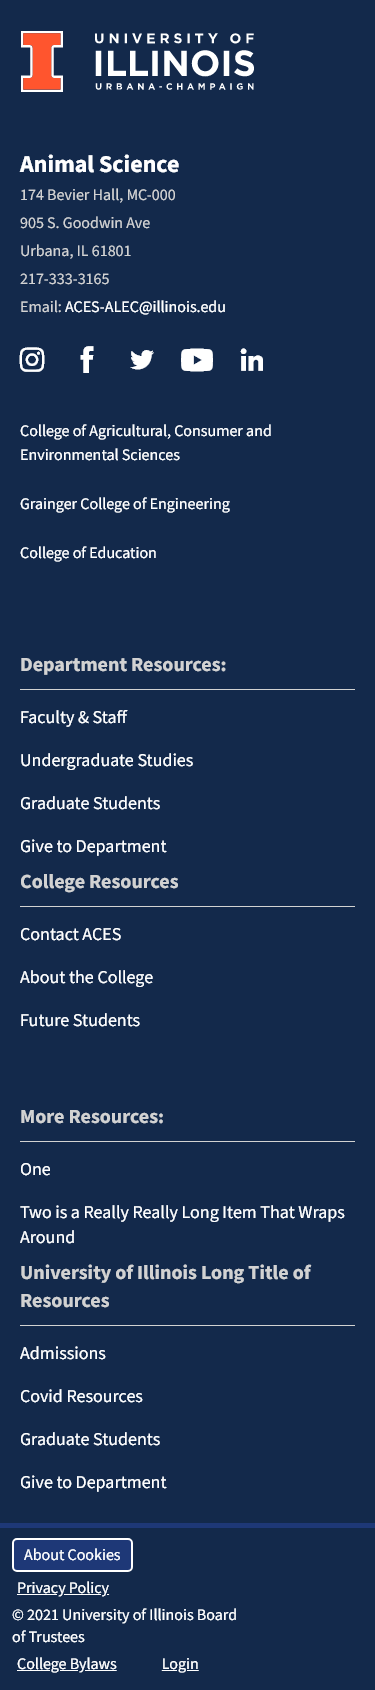 UNIVERSITY OF
ILLINOIS
URBANA-CHAMPAIGN
Animal Science
174 Bevier Hall, MC-000
905 S. Goodwin Ave
Urbana, IL 61801
217-333-3165
Email: ACES-ALEC@illinois.edu
College of Agricultural, Consumer and
Environmental Sciences
Grainger College of Engineering
College of Education
Department Resources:
Faculty & Staff
Undergraduate Studies
Graduate Students
Give to Department
College Resources
Contact ACES
About the College
Future Students
More Resources:
One
Two is a Really Really Long Item That Wraps
Around
University of Illinois Long Title of
Resources
Admissions
Covid Resources
Graduate Students
Give to Department
About Cookies
Privacy Policy
© 2021 University of Illinois Board
of Trustees
College Bylaws Login